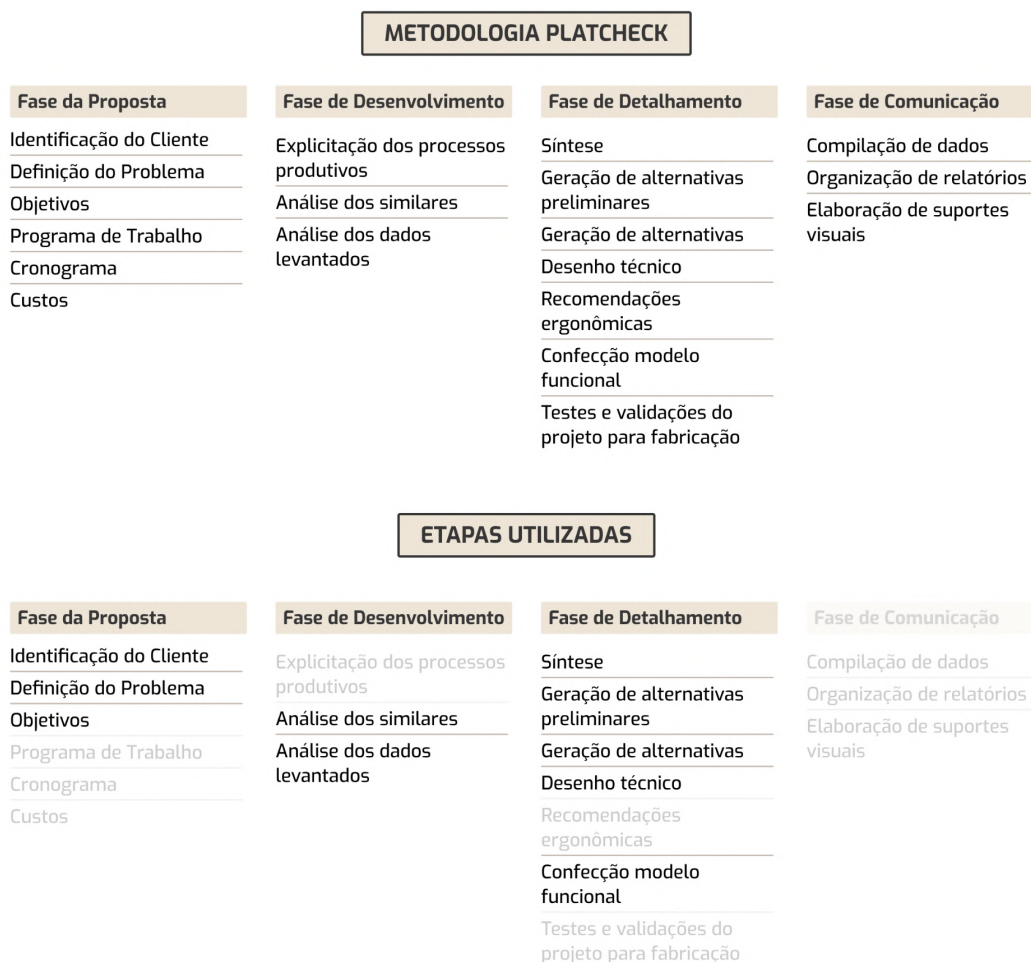 METODOLOGIA PLATCHECK
Fase da Proposta
Identificação do Cliente
Definição do Problema
Objetivos
Programa de Trabalho
Cronograma
Custos
Fase de Desenvolvimento
Explicitação dos processos
produtivos
Análise dos similares
Análise dos dados
levantados
Fase de Detalhamento
Síntese
Geração de alternativas
preliminares
Geração de alternativas
Desenho técnico
Recomendações
ergonômicas
Confecção modelo
funcional
Testes e validações do
projeto para fabricação
Fase de Comunicação
Compilação de dados
Organização de relatórios
Elaboração de suportes
visuais
ETAPAS UTILIZADAS
Fase da Proposta
Identificação do Cliente
Definição do Problema
Objetivos
Programa de Trabalho
Cronograma
Custos
Fase de Desenvolvimento
Explicitação dos processos
produtivos
Análise dos similares
Análise dos dados
levantados
Fase de Detalhamento
Síntese
Geração de alternativas
preliminares
Geração de alternativas
Desenho técnico
Recomendações
ergonômicas
Confecção modelo
funcional
Testes e validações do
projeto para fabricação
Fase de Comunicação
Compilação de dados
Organização de relatórios
Elaboração de suportes
visuais